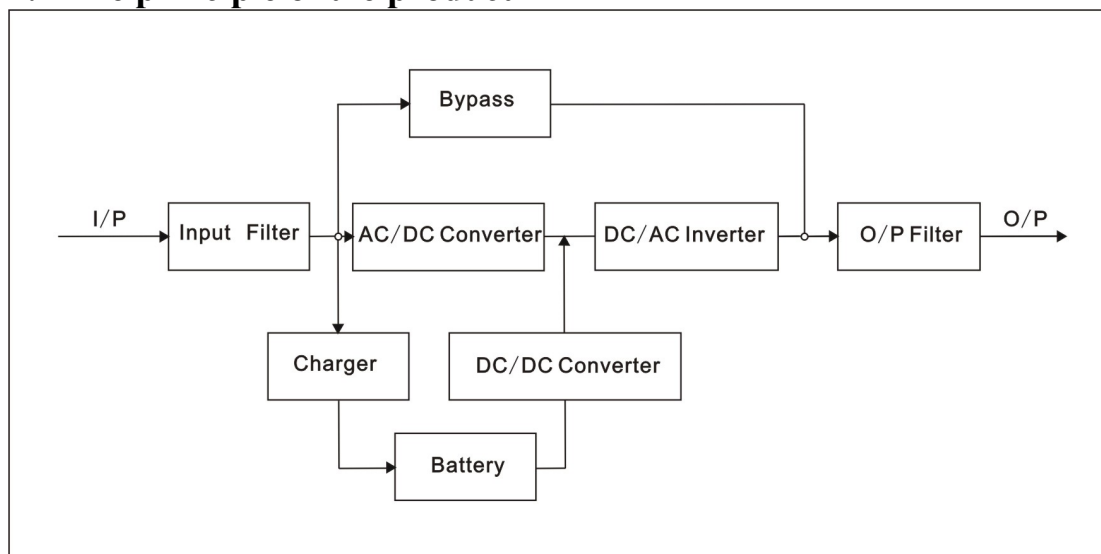 Bypass
I/P
Input Filter
AC/DC Converter
DC/AC Inverter
O/P Filter
O/P
Charger
DC/DC Converter
Battery